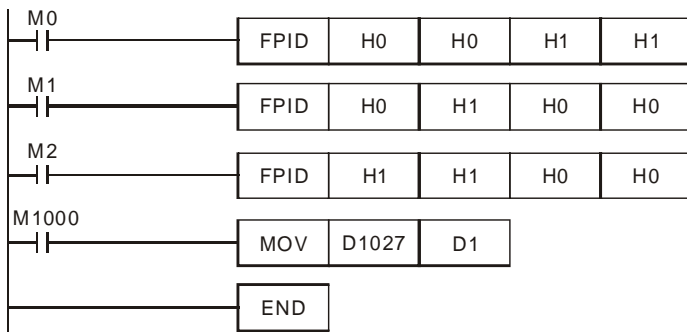 M0
FPID H0 H0 H1 H1
M1
FPID H0 H1 H0 H0
M2
FPID H1 H1 H0 H0
M1000
MOV D1027 D1
END